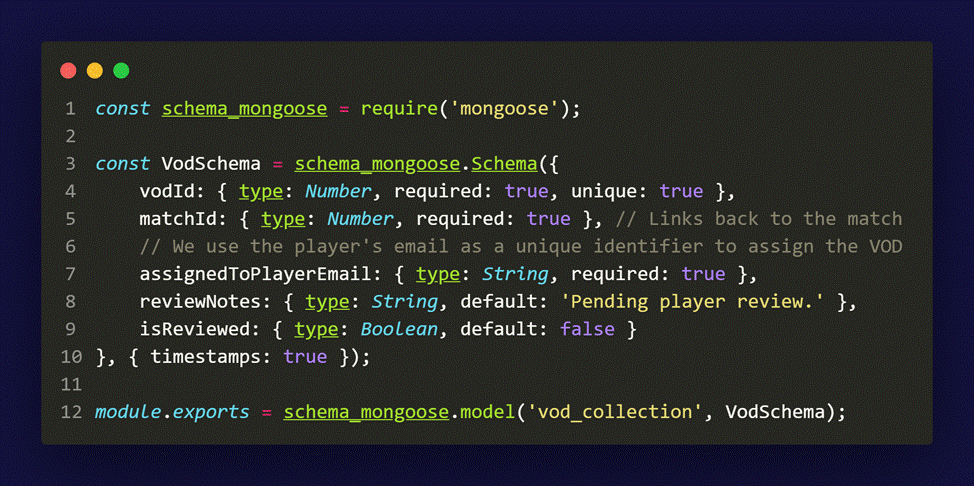 1 const schema_mongoose = require('mongoose');
2
3 const VodSchema = schema_mongoose.Schema({
4     vodId: { type: Number, required: true, unique: true },
5     matchId: { type: Number, required: true }, // Links back to the match
6     // We use the player's email as a unique identifier to assign the VOD
7     assignedToPlayerEmail: { type: String, required: true },
8     reviewNotes: { type: String, default: 'Pending player review.' },
9     isReviewed: { type: Boolean, default: false }
10 }, { timestamps: true });
11
12 module.exports = schema_mongoose.model('vod_collection', VodSchema);